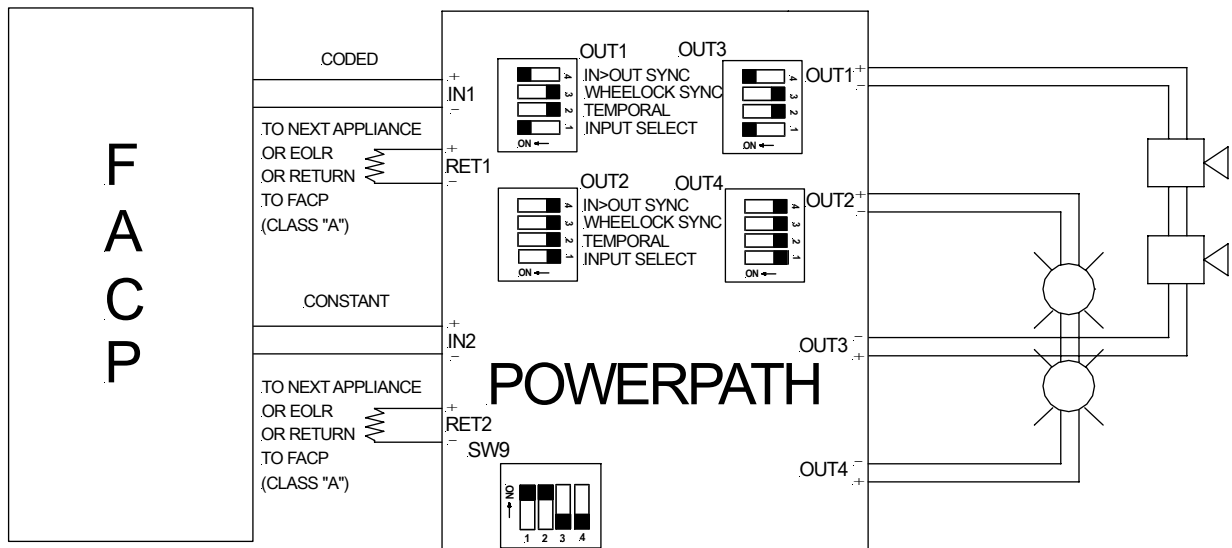 FACP
CODED
+
IN1
-
TO NEXT APPLIANCE
OR EOLR
OR RETURN
TO FACP
(CLASS "A")
+
RET1
-
CONSTANT
+
IN2
-
TO NEXT APPLIANCE
OR EOLR
OR RETURN
TO FACP
(CLASS "A")
+
RET2
-
SW9
ON
1 2 3 4
OUT1
4 IN>OUT SYNC
3 WHEELOCK SYNC
2 TEMPORAL
1 INPUT SELECT
ON
OUT3
4
3
2
1
ON
OUT2
4 IN>OUT SYNC
3 WHEELOCK SYNC
2 TEMPORAL
1 INPUT SELECT
ON
OUT4
4
3
2
1
ON
POWERPATH
OUT1 +
-
OUT2 +
-
OUT3 -
+
OUT4 -
+